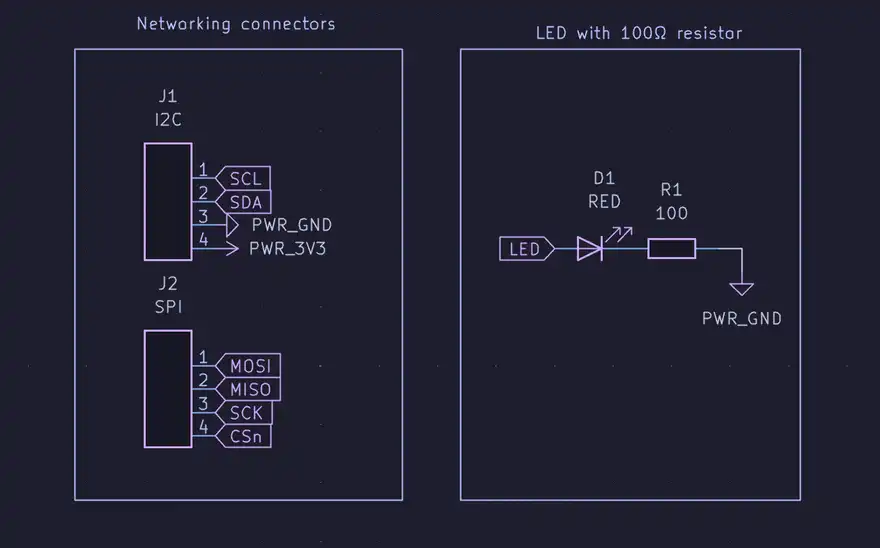 Networking connectors
J1
I2C
1 SCL
2 SDA
3 PWR_GND
4 PWR_3V3
J2
SPI
1 MOSI
2 MISO
3 SCK
4 CSn
LED with 100Ω resistar
D1
RED
R1
100
LED
PWR_GND